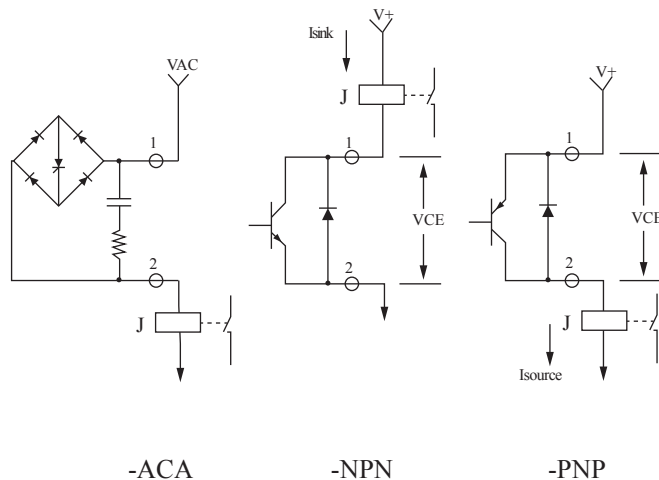 VAC
1
2
J
-ACA
V+
Isink
J
1
VCE
2
-NPN
V+
1
VCE
2
J
Isource
-PNP